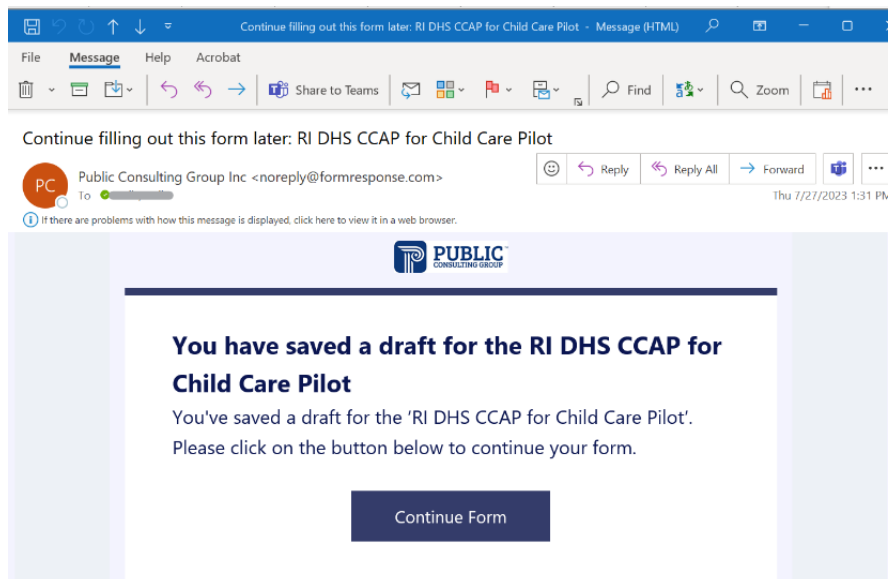 Continue filling out this form later: RI DHS CCAP for Child Care Pilot - Message (HTML)
File Message Help Acrobat
Share to Teams Find Zoom
Continue filling out this form later: RI DHS CCAP for Child Care Pilot
PC
Public Consulting Group Inc <noreply@formresponse.com>
Reply Reply All Forward
To
Thu 7/27/2023 1:31 PM
If there are problems with how this message is displayed, click here to view it in a web browser.
PUBLIC
CONSULTING GROUP
You have saved a draft for the RI DHS CCAP for
Child Care Pilot
You've saved a draft for the ‘RI DHS CCAP for Child Care Pilot’.
Please click on the button below to continue your form.
Continue Form